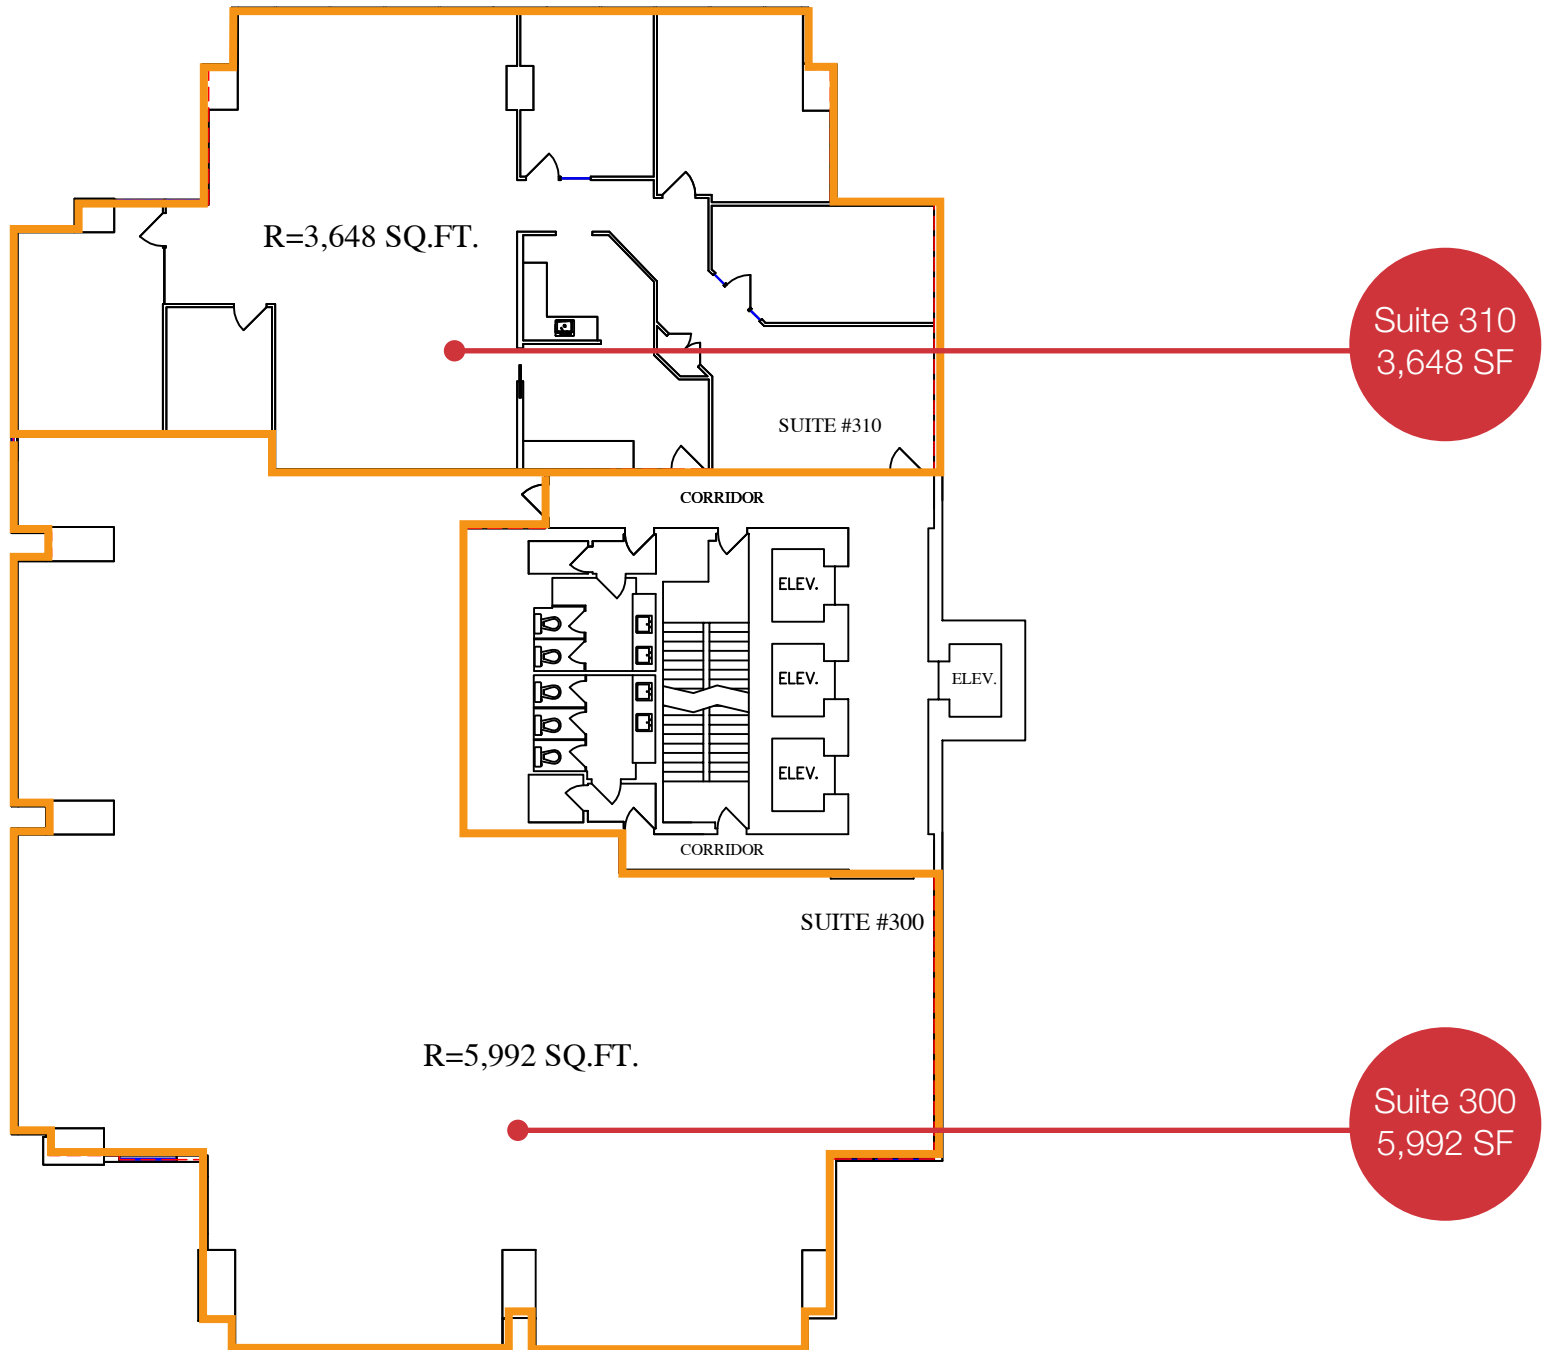 R=3,648 SQ.FT.
Suite 310
3,648 SF
SUITE #310
CORRIDOR
ELEV.
ELEV.
ELEV.
ELEV.
CORRIDOR
SUITE #300
R=5,992 SQ.FT.
Suite 300
5,992 SF